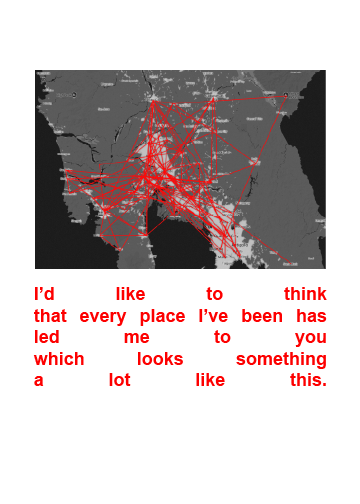 I’d like to think
that every place I’ve been has
led me to you
which looks something
a lot like this.